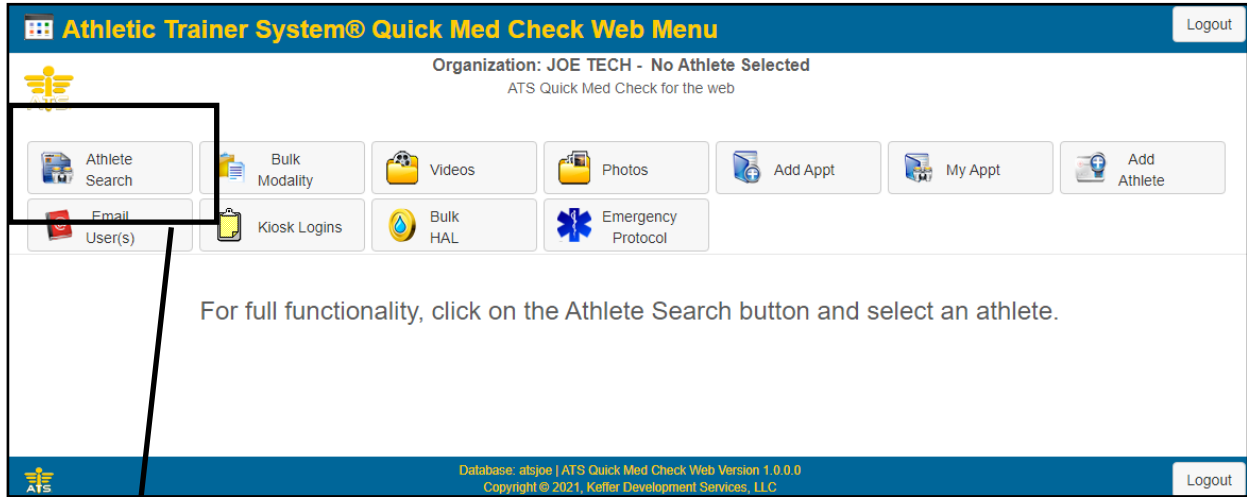 Athletic Trainer System® Quick Med Check Web Menu
Logout
Organization: JOE TECH - No Athlete Selected
ATS Quick Med Check for the web
ATS
Athlete
Search
Bulk
Modality
Videos
Photos
Add Appt
My Appt
Add
Athlete
Email
User(s)
Kiosk Logins
Bulk
HAL
Emergency
Protocol
For full functionality, click on the Athlete Search button and select an athlete.
ATS
Database: atsjoe | ATS Quick Med Check Web Version 1.0.0.0
Copyright © 2021, Keffer Development Services, LLC
Logout